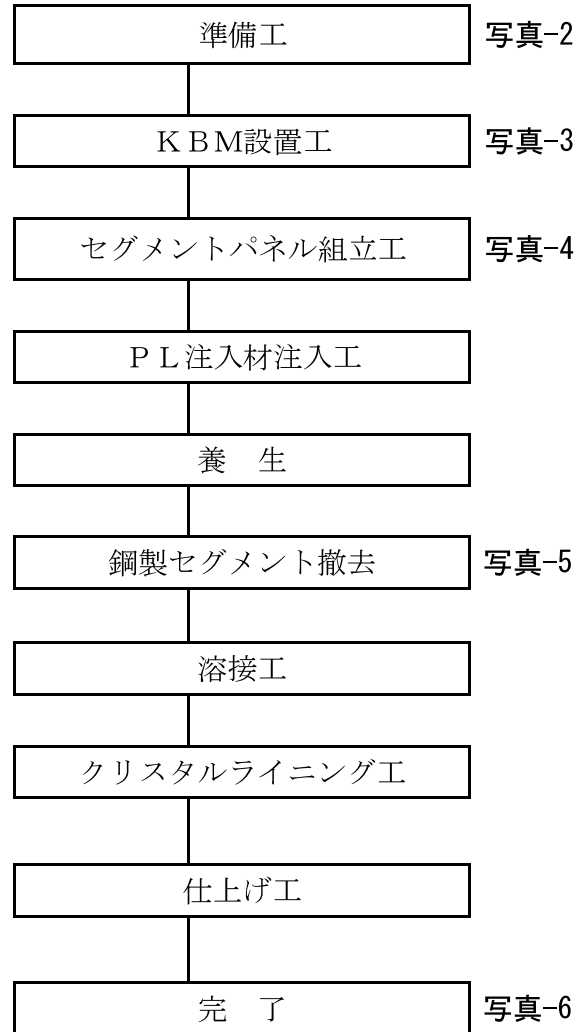 準備工 写真-2
ＫＢＭ設置工 写真-3
セグメントパネル組立工 写真-4
ＰＬ注入材注入工
養　生
鋼製セグメント撤去 写真-5
溶接工
クリスタルライニング工
仕上げ工
完　了 写真-6